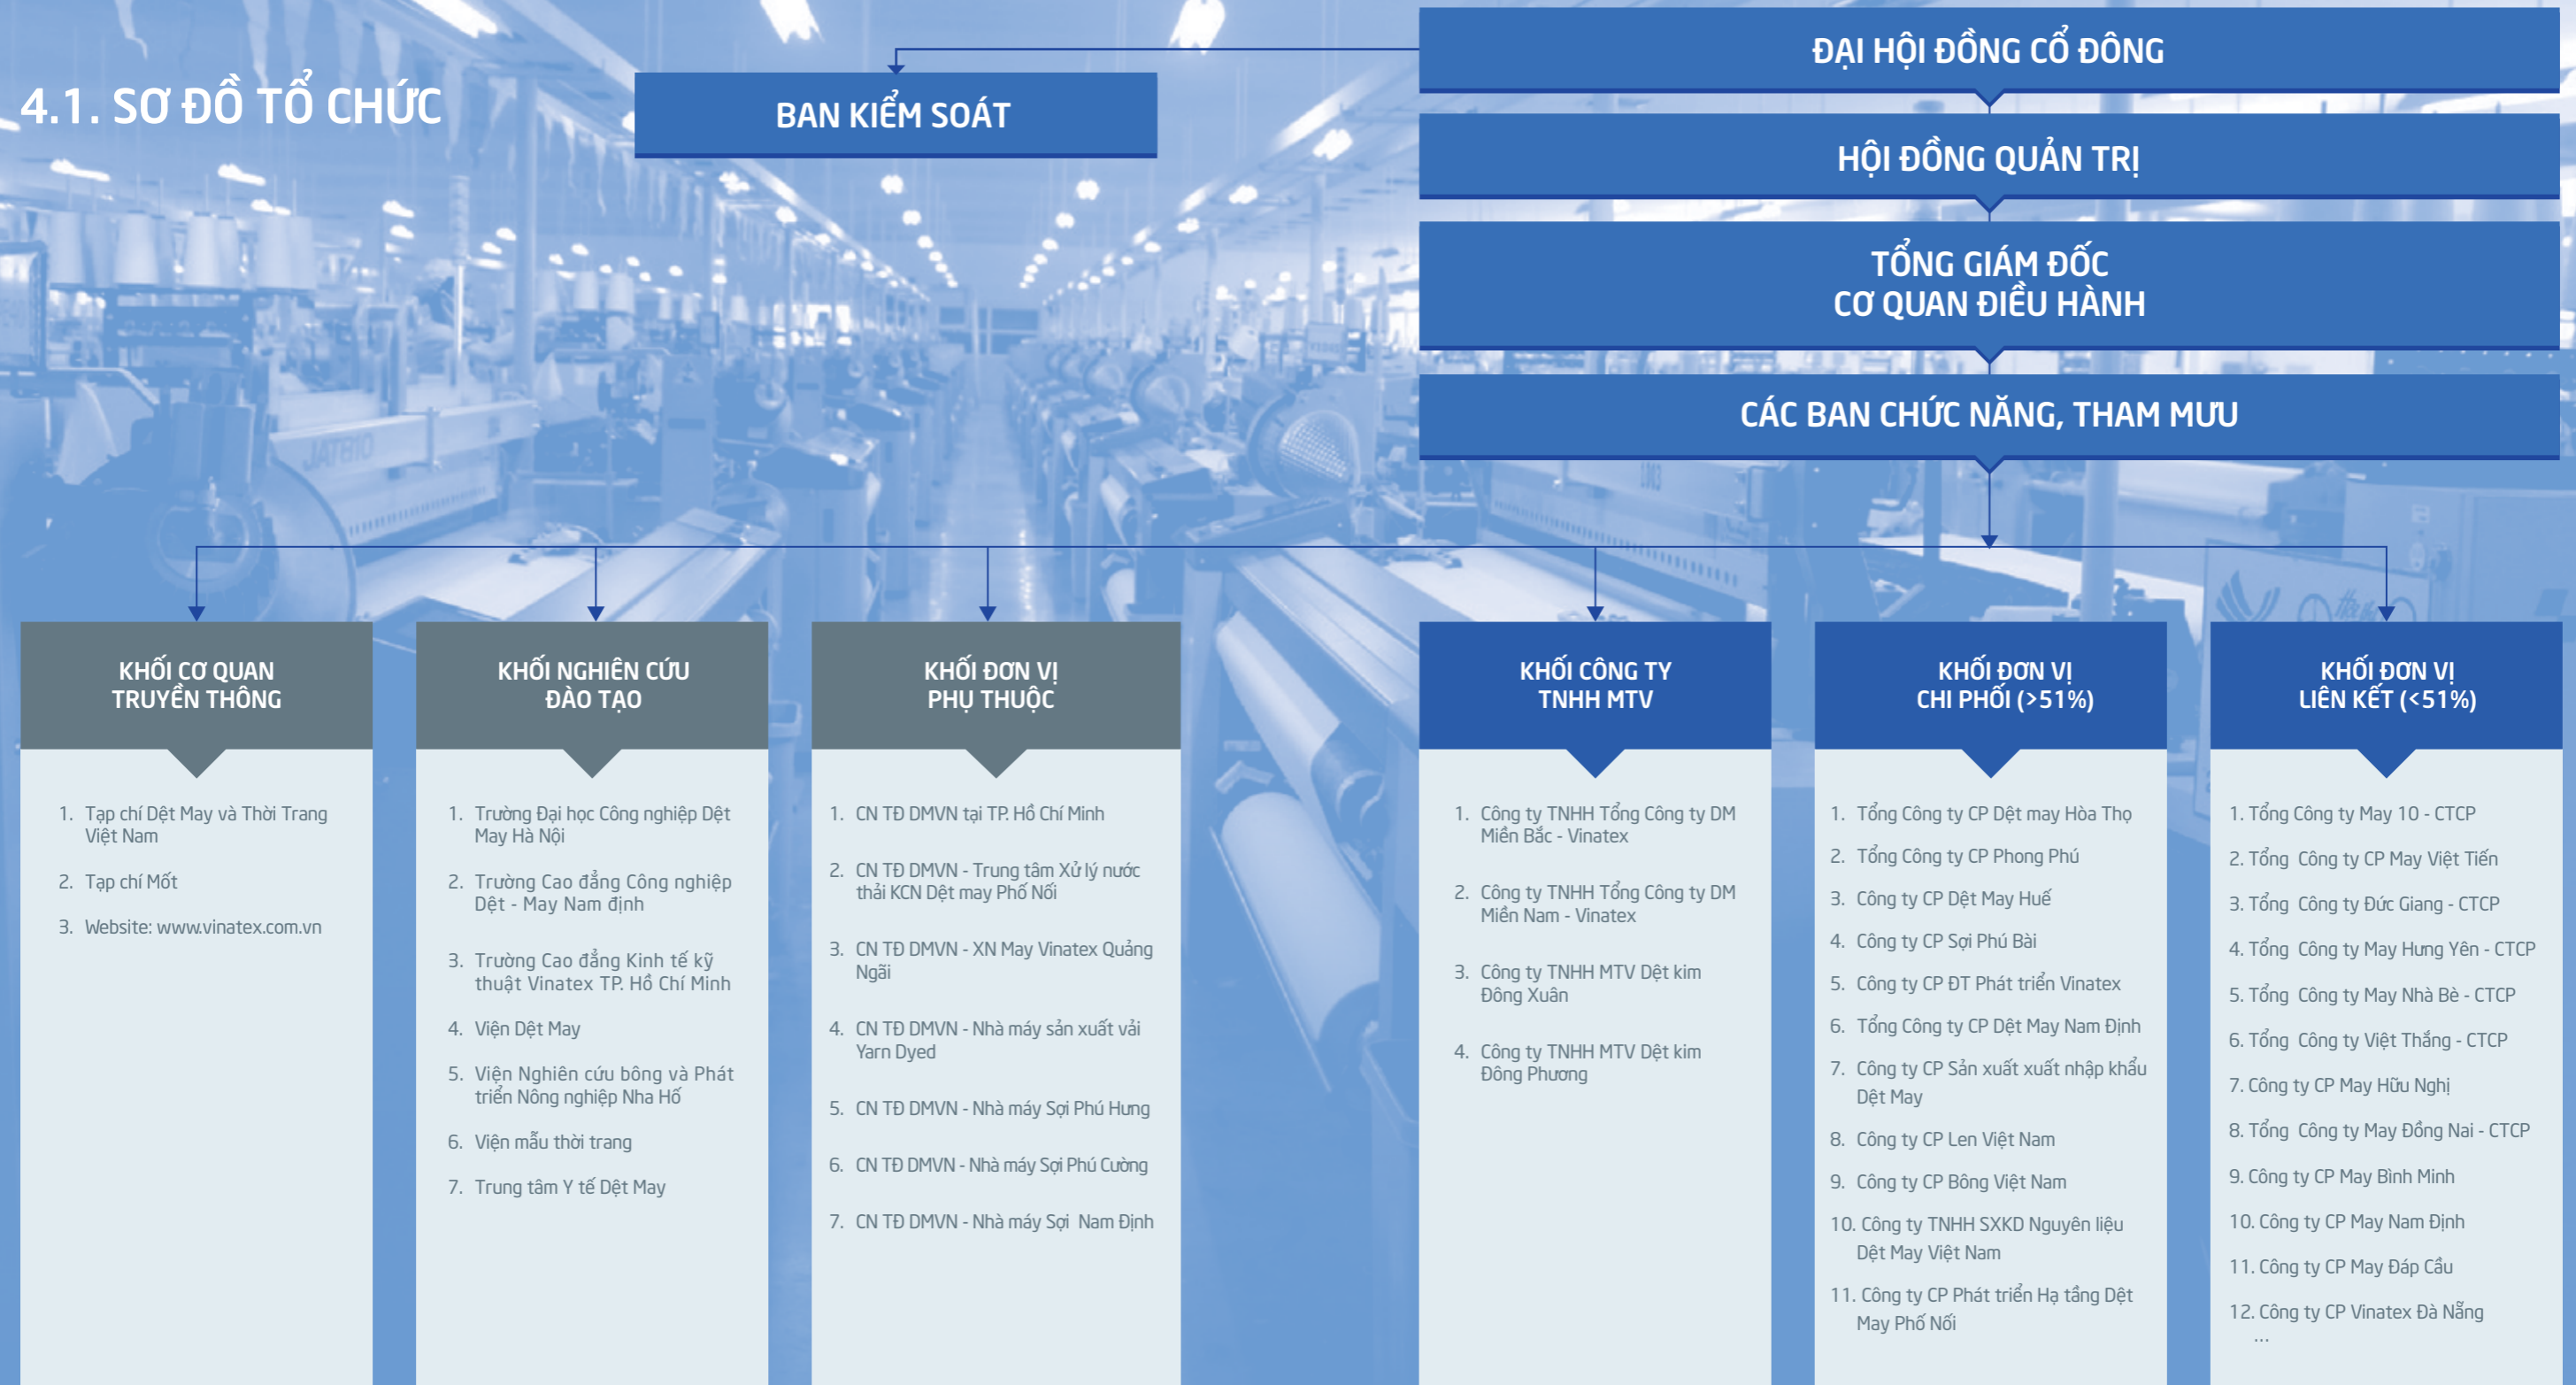 4.1. SƠ ĐỒ TỔ CHỨC
BAN KIỂM SOÁT
ĐẠI HỘI ĐỒNG CỔ ĐÔNG
HỘI ĐỒNG QUẢN TRỊ
TỔNG GIÁM ĐỐC
CƠ QUAN ĐIỀU HÀNH
CÁC BAN CHỨC NĂNG, THAM MƯU
KHỐI CƠ QUAN
TRUYỀN THÔNG
1. Tạp chí Dệt May và Thời Trang
Việt Nam
2. Tạp chí Mốt
3. Website: www.vinatex.com.vn
KHỐI NGHIÊN CỨU
ĐÀO TẠO
1. Trường Đại học Công nghiệp Dệt
May Hà Nội
2. Trường Cao đẳng Công nghiệp
Dệt - May Nam định
3. Trường Cao đẳng Kinh tế kỹ
thuật Vinatex TP. Hồ Chí Minh
4. Viện Dệt May
5. Viện Nghiên cứu bông và Phát
triển Nông nghiệp Nha Hố
6. Viện mẫu thời trang
7. Trung tâm Y tế Dệt May
KHỐI ĐƠN VỊ
PHỤ THUỘC
1. CN TĐ DMVN tại TP. Hồ Chí Minh
2. CN TĐ DMVN - Trung tâm Xử lý nước
thải KCN Dệt may Phố Nối
3. CN TĐ DMVN - XN May Vinatex Quảng
Ngãi
4. CN TĐ DMVN - Nhà máy sản xuất vải
Yarn Dyed
5. CN TĐ DMVN - Nhà máy Sợi Phú Hưng
6. CN TĐ DMVN - Nhà máy Sợi Phú Cường
7. CN TĐ DMVN - Nhà máy Sợi Nam Định
KHỐI CÔNG TY
TNHH MTV
1. Công ty TNHH Tổng Công ty DM
Miền Bắc - Vinatex
2. Công ty TNHH Tổng Công ty DM
Miền Nam - Vinatex
3. Công ty TNHH MTV Dệt kim
Đông Xuân
4. Công ty TNHH MTV Dệt kim
Đông Phương
KHỐI ĐƠN VỊ
CHI PHỐI (>51%)
1. Tổng Công ty CP Dệt may Hòa Thọ
2. Tổng Công ty CP Phong Phú
3. Công ty CP Dệt May Huế
4. Công ty CP Sợi Phú Bài
5. Công ty CP ĐT Phát triển Vinatex
6. Tổng Công ty CP Dệt May Nam Định
7. Công ty CP Sản xuất xuất nhập khẩu
Dệt May
8. Công ty CP Len Việt Nam
9. Công ty CP Bông Việt Nam
10. Công ty TNHH SXKD Nguyên liệu
Dệt May Việt Nam
11. Công ty CP Phát triển Hạ tầng Dệt
May Phố Nối
KHỐI ĐƠN VỊ
LIÊN KẾT (<51%)
1. Tổng Công ty May 10 - CTCP
2. Tổng Công ty CP May Việt Tiến
3. Tổng Công ty Đức Giang - CTCP
4. Tổng Công ty May Hưng Yên - CTCP
5. Tổng Công ty May Nhà Bè - CTCP
6. Tổng Công ty Việt Thắng - CTCP
7. Công ty CP May Hữu Nghị
8. Tổng Công ty May Đồng Nai - CTCP
9. Công ty CP May Bình Minh
10. Công ty CP May Nam Định
11. Công ty CP May Đáp Cầu
12. Công ty CP Vinatex Đà Nẵng
...